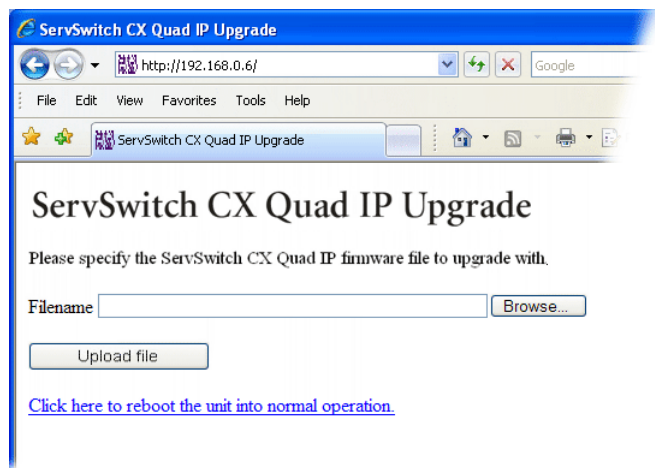 ServSwitch CX Quad IP Upgrade
http://192.168.0.6/
Google
File Edit View Favorites Tools Help
ServSwitch CX Quad IP Upgrade
ServSwitch CX Quad IP Upgrade
Please specify the ServSwitch CX Quad IP firmware file to upgrade with.
Filename Browse...
Upload file
Click here to reboot the unit into normal operation.